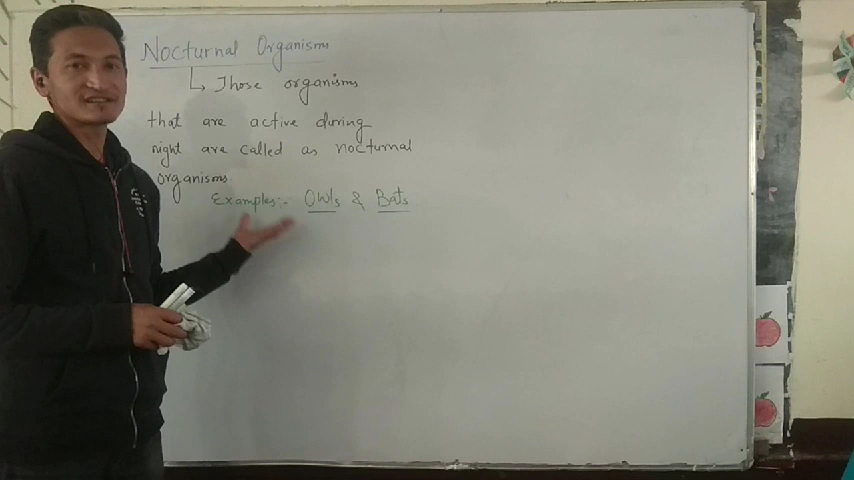 Nocturnal Organisms
↳ Those organisms
that are active during
night are called as nocturnal
organisms.
Examples:- Owls & Bats